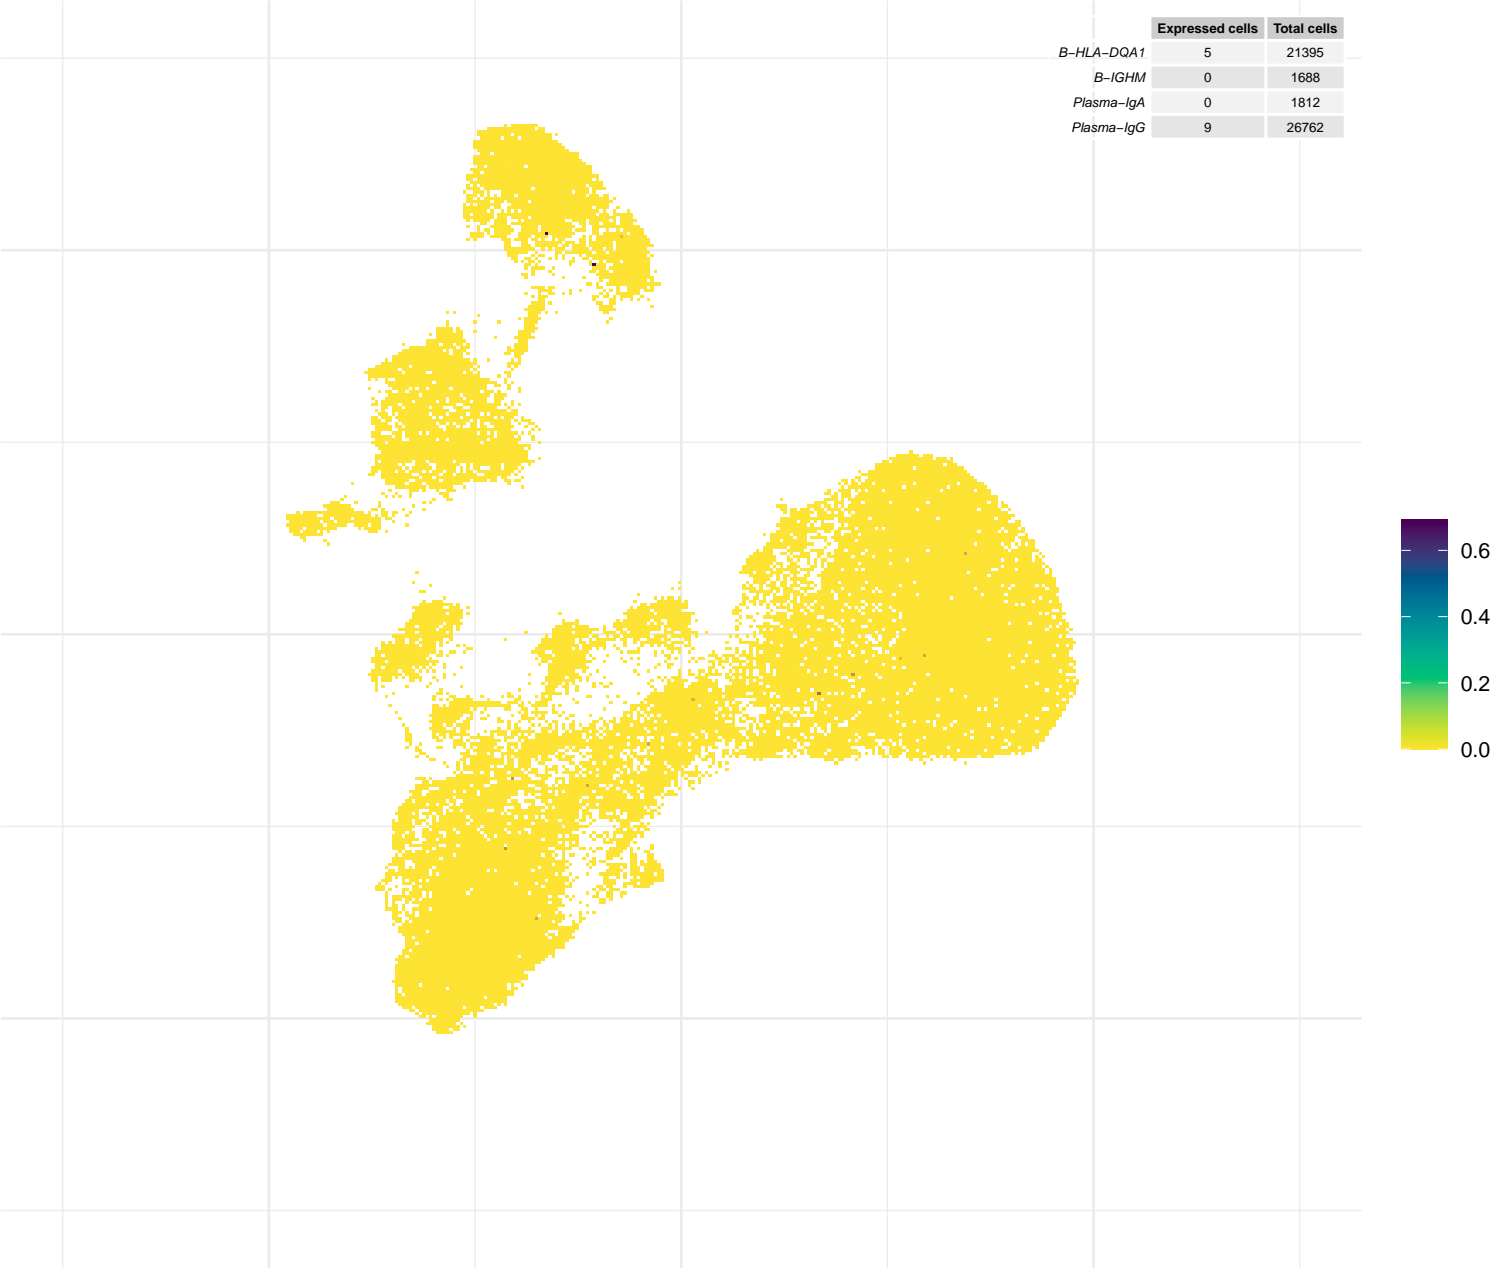 Expressed cells Total cells
B−HLA−DQA1 5 21395
B−IGHM 0 1688
Plasma−IgA 0 1812
Plasma−IgG 9 26762
0.6
0.4
0.2
0.0